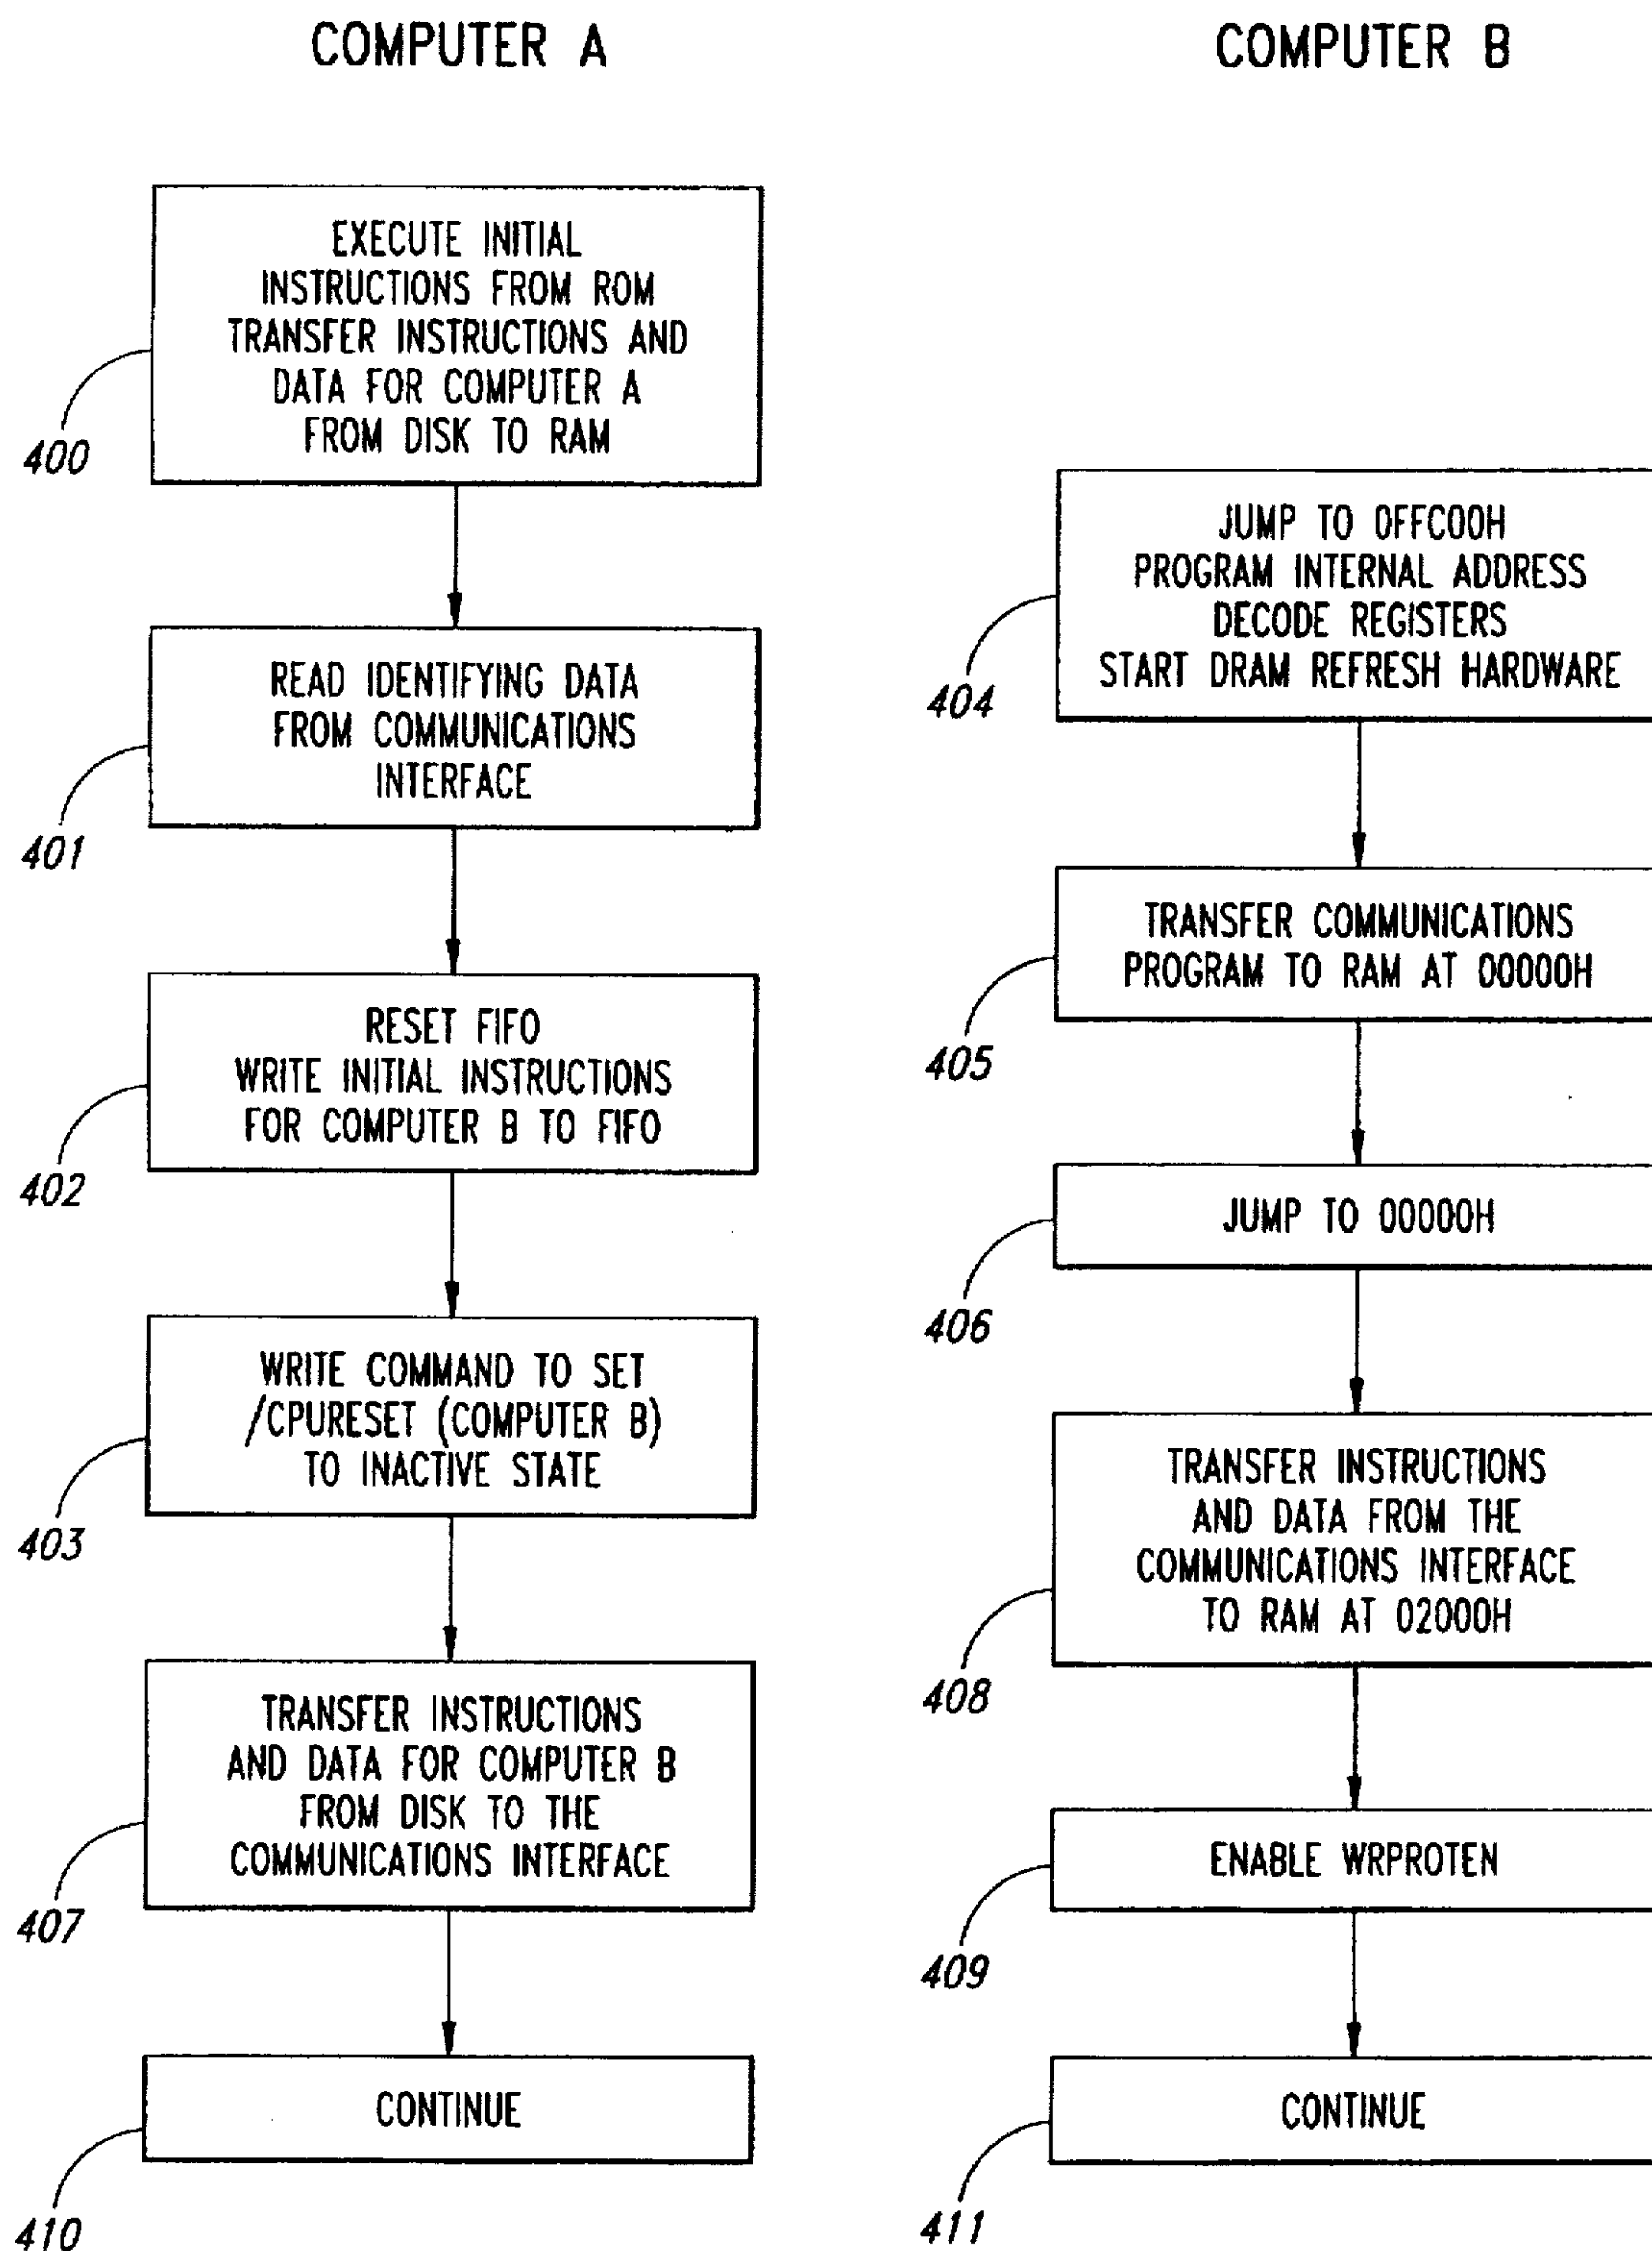 COMPUTER A
EXECUTE INITIAL
INSTRUCTIONS FROM ROM
TRANSFER INSTRUCTIONS AND
DATA FOR COMPUTER A
FROM DISK TO RAM
400
READ IDENTIFYING DATA
FROM COMMUNICATIONS
INTERFACE
401
RESET FIFO
WRITE INITIAL INSTRUCTIONS
FOR COMPUTER B TO FIFO
402
WRITE COMMAND TO SET
/CPURESET (COMPUTER B)
TO INACTIVE STATE
403
TRANSFER INSTRUCTIONS
AND DATA FOR COMPUTER B
FROM DISK TO THE
COMMUNICATIONS INTERFACE
407
CONTINUE
410
COMPUTER B
JUMP TO OFFC00H
PROGRAM INTERNAL ADDRESS
DECODE REGISTERS
START DRAM REFRESH HARDWARE
404
TRANSFER COMMUNICATIONS
PROGRAM TO RAM AT 00000H
405
JUMP TO 00000H
406
TRANSFER INSTRUCTIONS
AND DATA FROM THE
COMMUNICATIONS INTERFACE
TO RAM AT 02000H
408
ENABLE WRPROTEN
409
CONTINUE
411